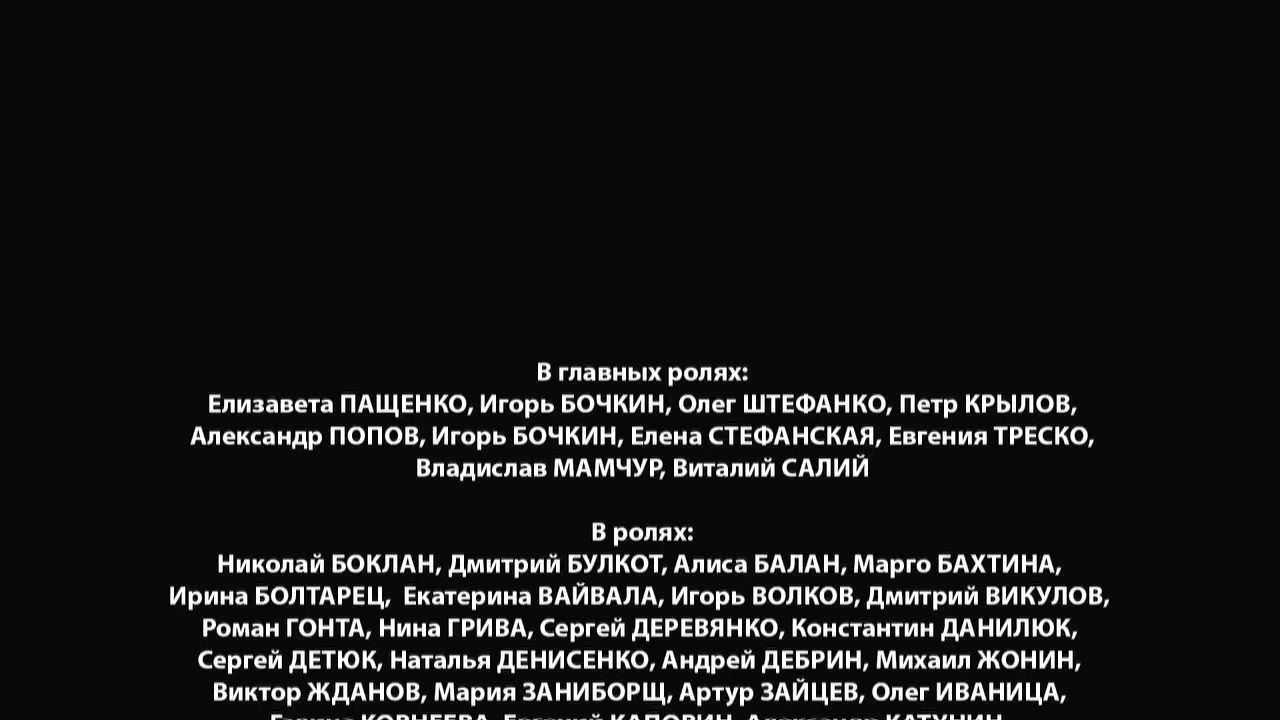 В главных ролях:
Елизавета ПАЩЕНКО, Игорь БОЧКИН, Олег ШТЕФАНКО, Петр КРЫЛОВ,
Александр ПОПОВ, Игорь БОЧКИН, Елена СТЕФАНСКАЯ, Евгения ТРЕСКО,
Владислав МАМЧУР, Виталий САЛИЙ
В ролях:
Николай БОКЛАН, Дмитрий БУЛКОТ, Алиса БАЛАН, Марго БАХТИНА,
Ирина БОЛТАРЕЦ, Екатерина ВАЙВАЛА, Игорь ВОЛКОВ, Дмитрий ВИКУЛОВ,
Роман ГОНТА, Нина ГРИВА, Сергей ДЕРЕВЯНКО, Константин ДАНИЛЮК,
Сергей ДЕТЮК, Наталья ДЕНИСЕНКО, Андрей ДЕБРИН, Михаил ЖОНИН,
Виктор ЖДАНОВ, Мария ЗАНИБОРЩ, Артур ЗАЙЦЕВ, Олег ИВАНИЦА,